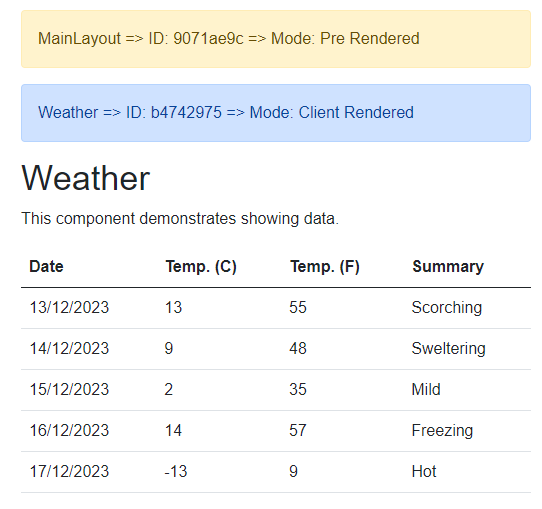 MainLayout => ID: 9071ae9c => Mode: Pre Rendered
Weather => ID: b4742975 => Mode: Client Rendered
Weather
This component demonstrates showing data.
Date Temp. (C) Temp. (F) Summary
13/12/2023 13 55 Scorching
14/12/2023 9 48 Sweltering
15/12/2023 2 35 Mild
16/12/2023 14 57 Freezing
17/12/2023 -13 9 Hot